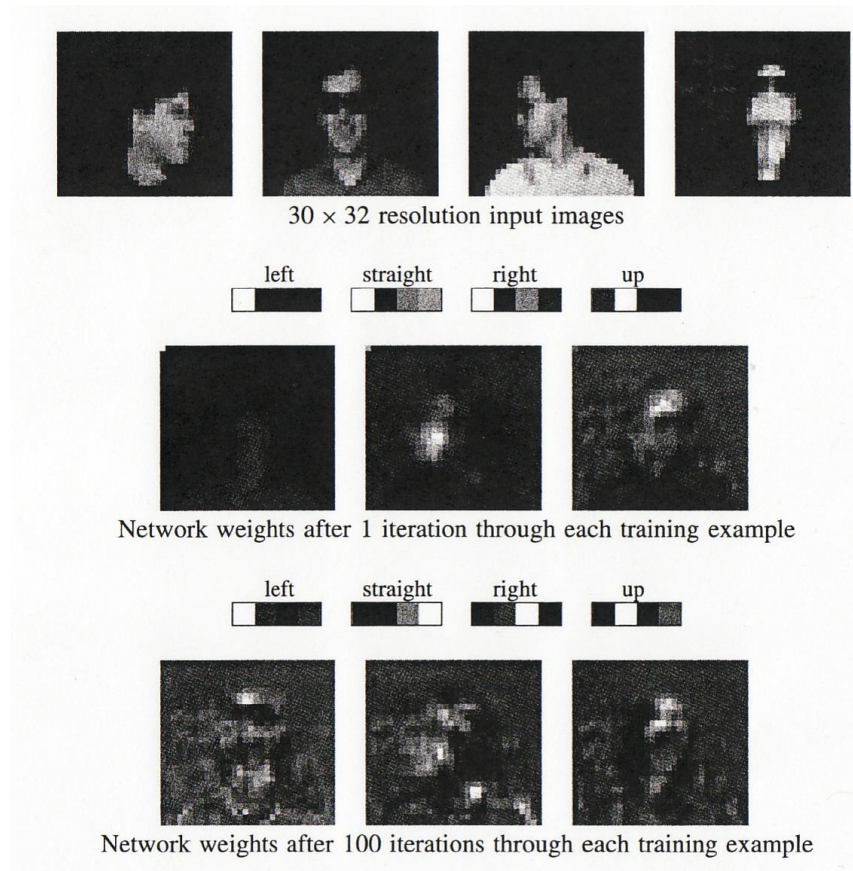 30 × 32 resolution input images
left straight right up
Network weights after 1 iteration through each training example
left straight right up
Network weights after 100 iterations through each training example